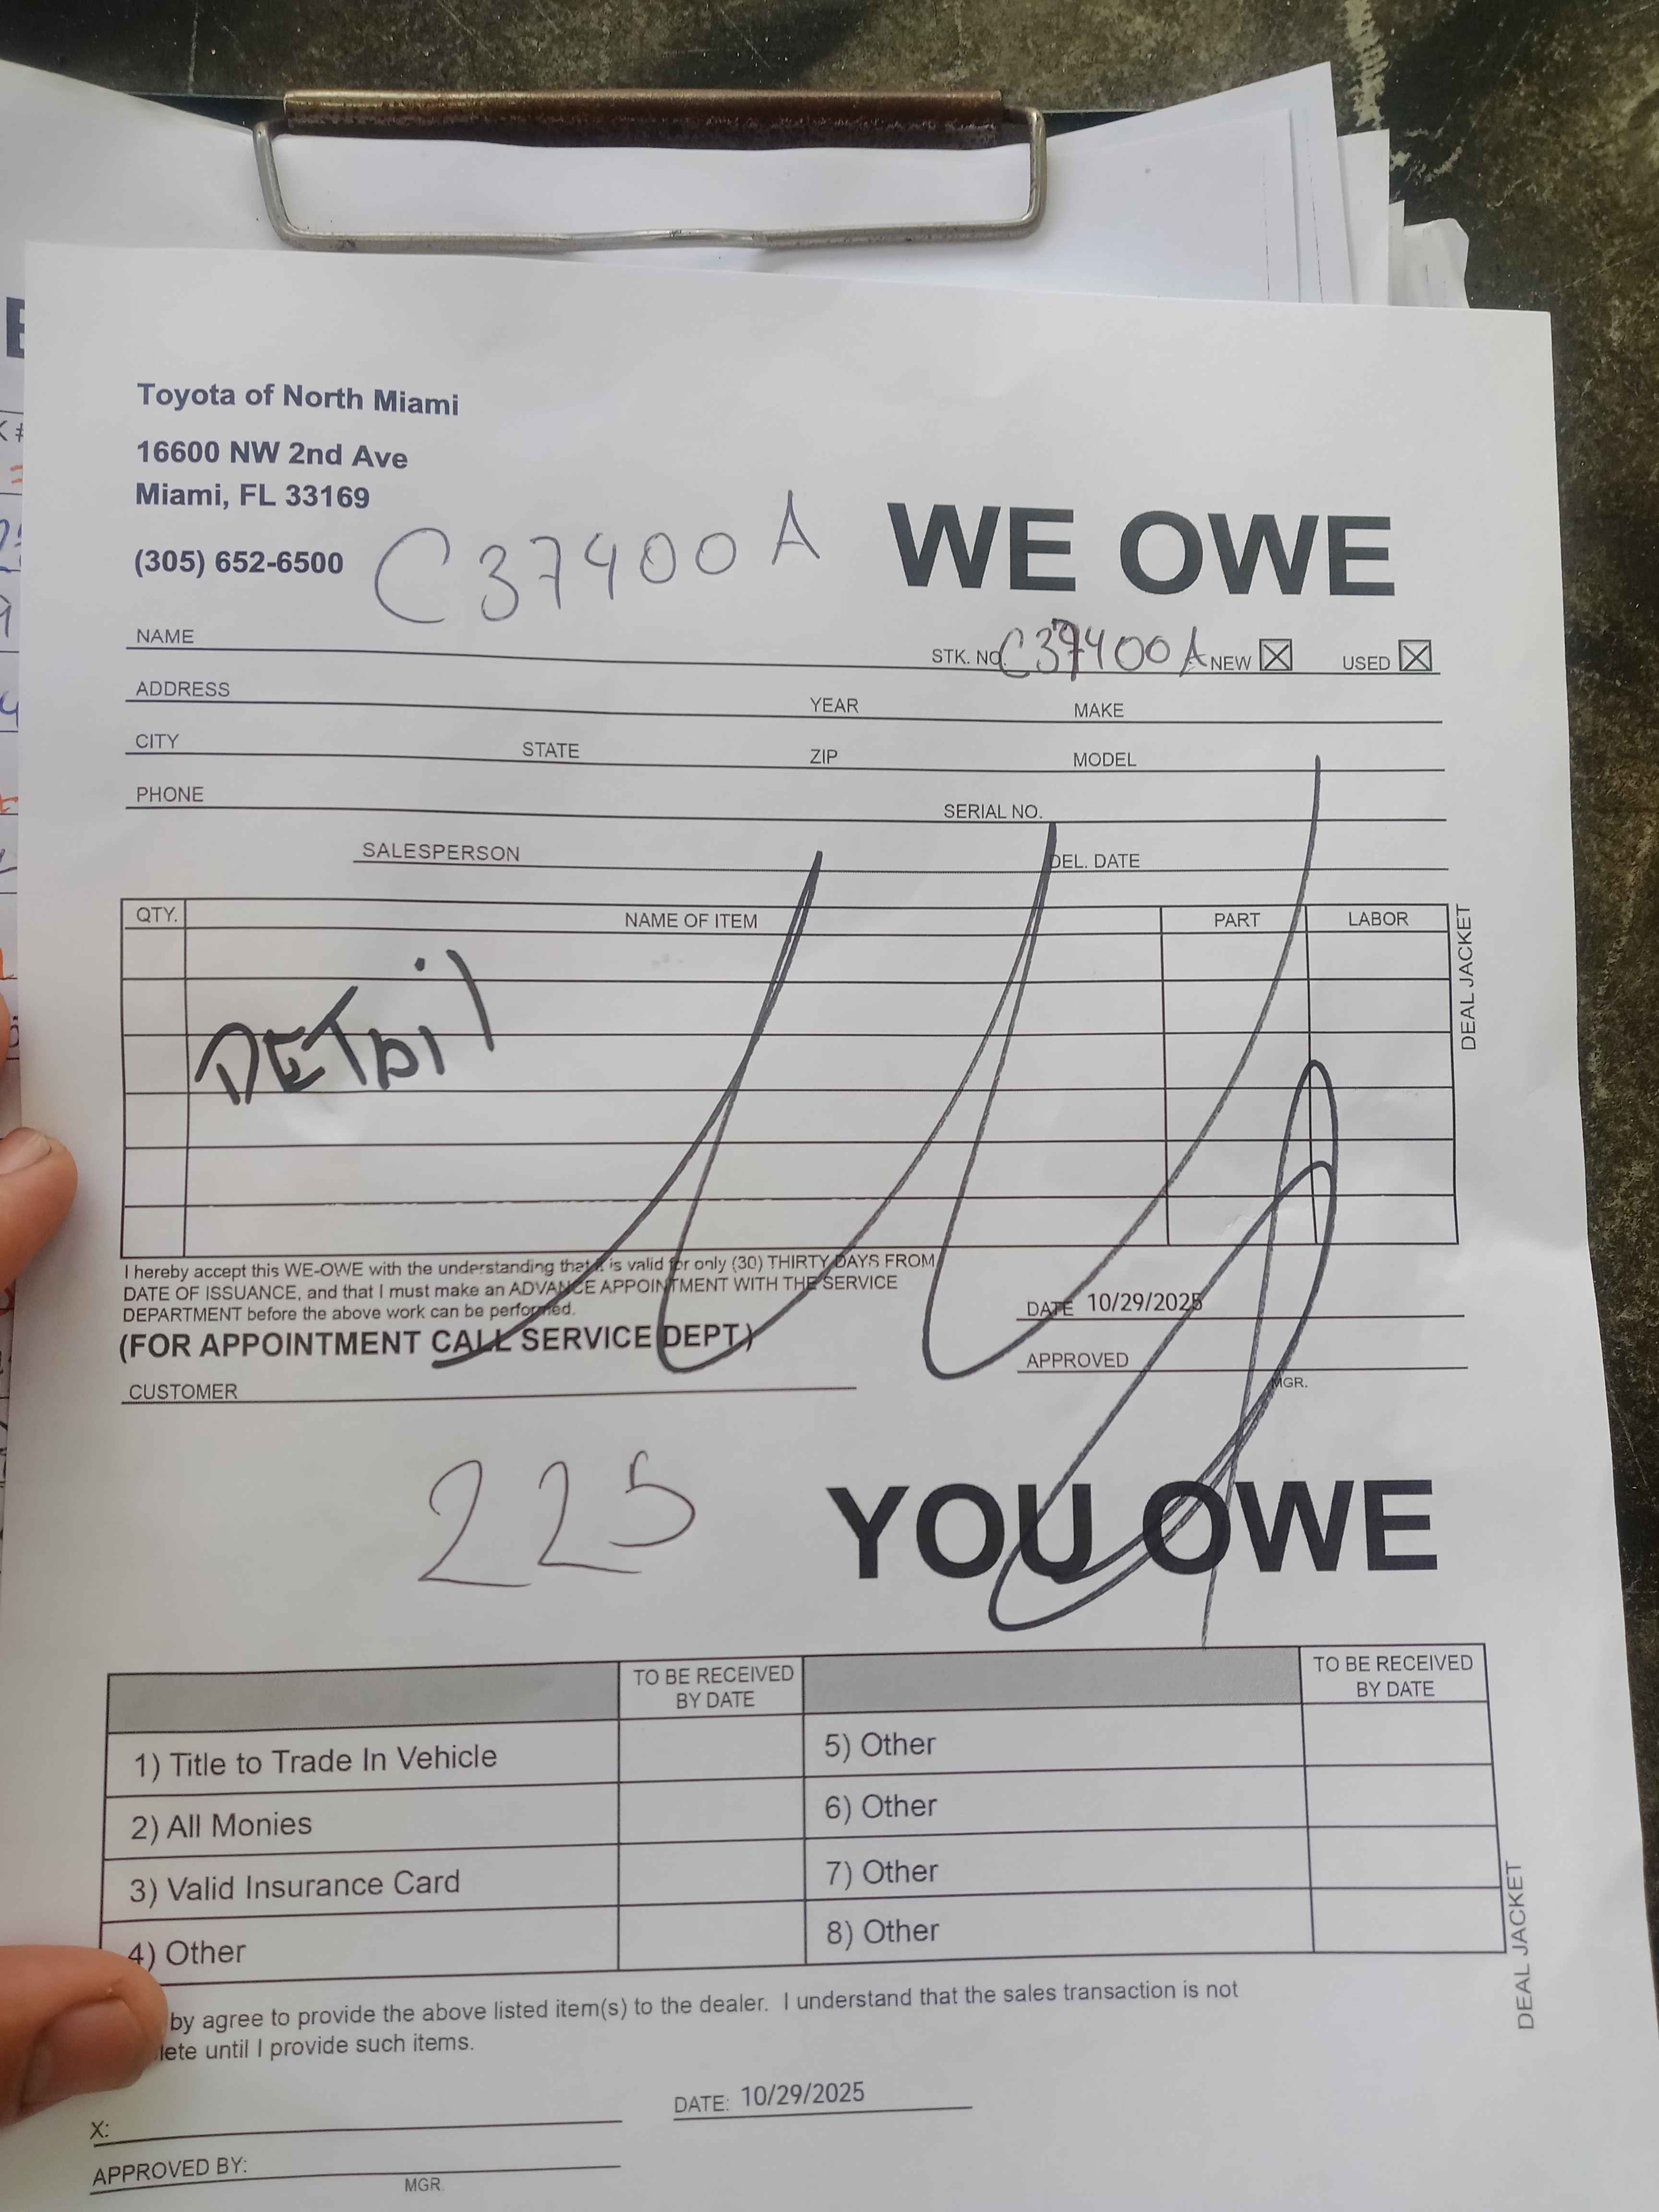 Toyota of North Miami
16600 NW 2nd Ave
Miami, FL 33169
(305) 652-6500
C37400A
WE OWE
NAME
STK. NO. C37400A NEW USED
ADDRESS YEAR MAKE
CITY STATE ZIP MODEL
PHONE SERIAL NO.
SALESPERSON DEL. DATE
QTY. NAME OF ITEM PART LABOR
DETAil
DEAL JACKET
I hereby accept this WE-OWE with the understanding that it is valid for only (30) THIRTY DAYS FROM
DATE OF ISSUANCE, and that I must make an ADVANCE APPOINTMENT WITH THE SERVICE
DEPARTMENT before the above work can be performed.
(FOR APPOINTMENT CALL SERVICE DEPT.)
DATE 10/29/2025
APPROVED
MGR.
CUSTOMER
225
YOU OWE
TO BE RECEIVED
BY DATE
TO BE RECEIVED
BY DATE
1) Title to Trade In Vehicle
5) Other
2) All Monies
6) Other
3) Valid Insurance Card
7) Other
4) Other
8) Other
DEAL JACKET
by agree to provide the above listed item(s) to the dealer. I understand that the sales transaction is not
lete until I provide such items.
X:
DATE: 10/29/2025
APPROVED BY:
MGR.